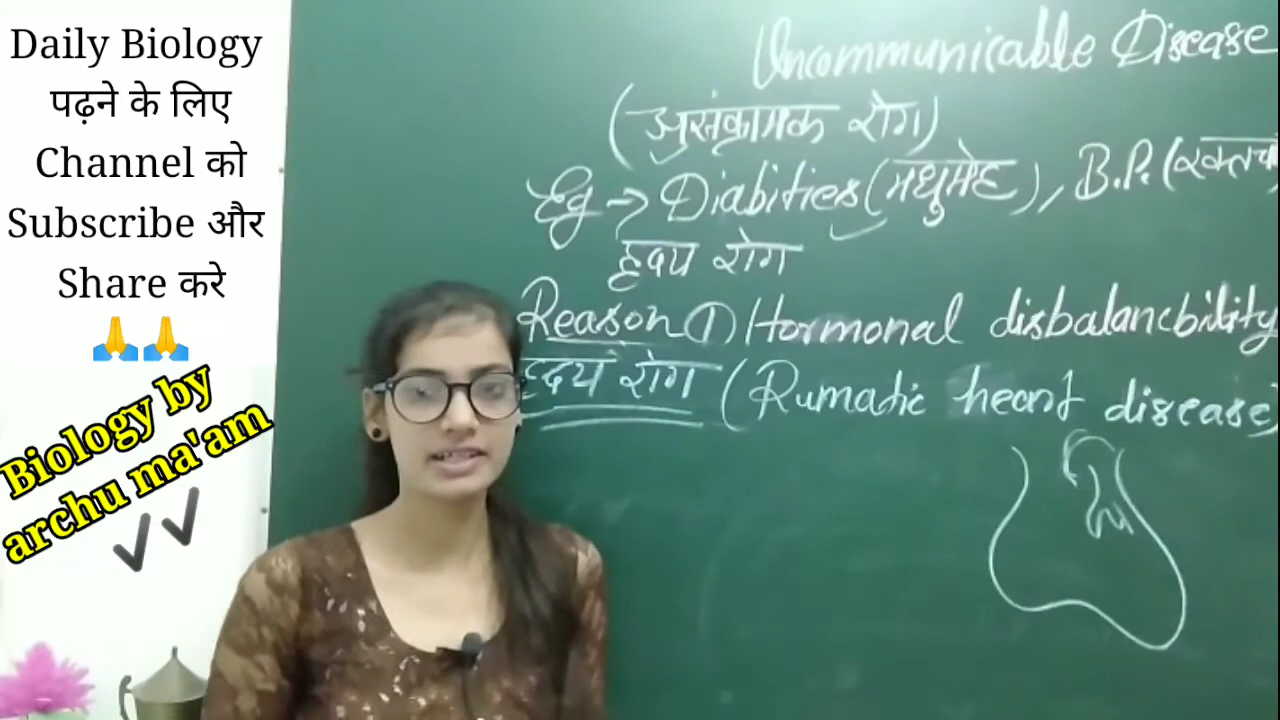 Daily Biology
पढ़ने के लिए
Channel को
Subscribe और
Share करे
🙏🙏
Biology by
archu ma'am
✔✔
Uncommunicable Disease
(असंक्रामक रोग)
Eg → Diabities (मधुमेह), B.P. (रक्तच
हृदय रोग
Reason ① Hormonal disbalancbility
हृदय रोग (Rumatic heart disease)